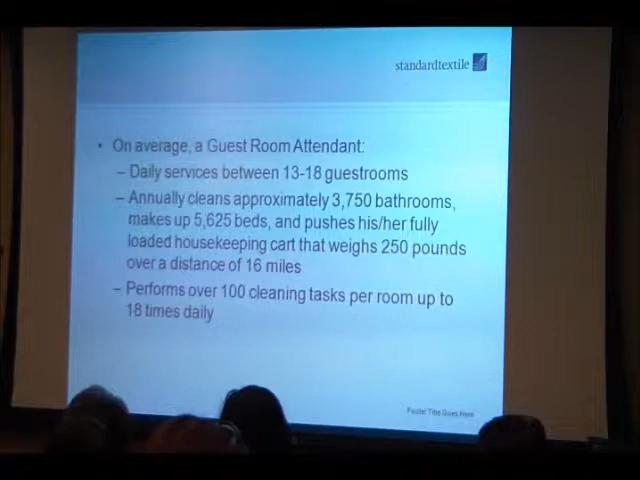 standardtextile
• On average, a Guest Room Attendant:
– Daily services between 13-18 guestrooms
– Annually cleans approximately 3,750 bathrooms,
makes up 5,625 beds, and pushes his/her fully
loaded housekeeping cart that weighs 250 pounds
over a distance of 16 miles
– Performs over 100 cleaning tasks per room up to
18 times daily
Footer Title Goes Here